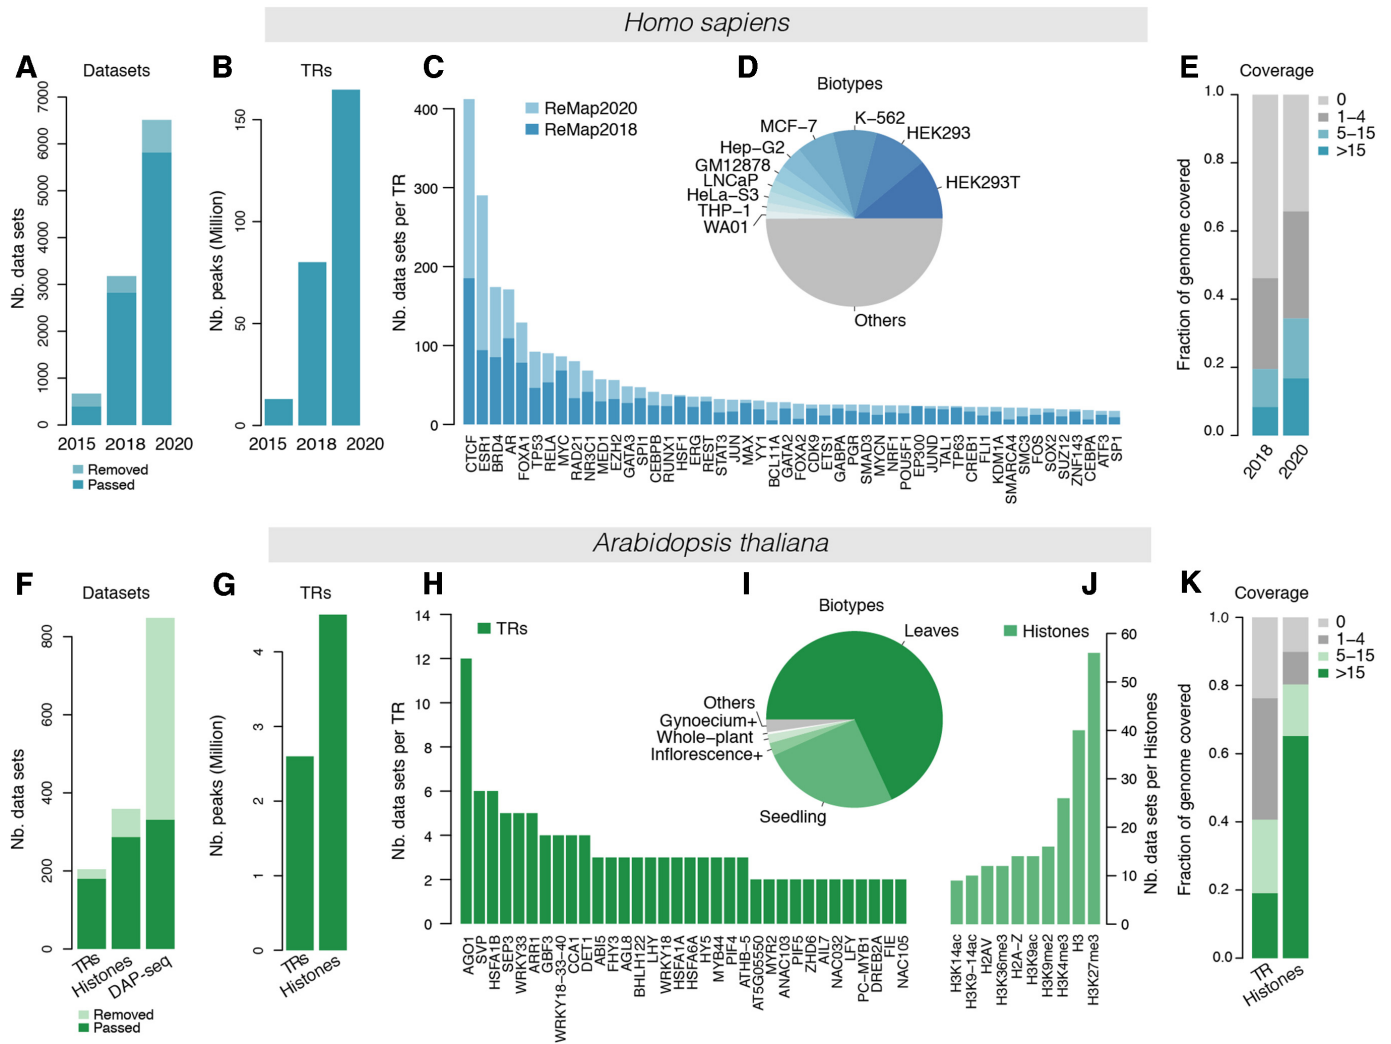 Homo sapiens
A
Datasets
Nb. data sets
7000
6000
5000
4000
3000
2000
1000
0
2015 2018 2020
Removed
Passed
B
TRs
Nb. peaks (Million)
150
100
50
0
2015 2018 2020
C
Nb. data sets per TR
400
300
200
100
0
ReMap2020
ReMap2018
CTCF
ESR1
BRD4
AR
FOXA1
TP53
RELA
MYC
RAD21
NR3C1
MED1
EZH2
GATA3
SPI1
CEBPB
RUNX1
HSF1
ERG
REST
STAT3
JUN
MAX
YY1
BCL11A
GATA2
FOXA2
CDK9
ETS1
GABPA
PGR
SMAD3
MYCN
NRF1
POU5F1
EP300
JUND
TAL1
TP63
CREB1
FLI1
KDM1A
SMARCA4
SMC3
FOS
SOX2
SUZ12
ZNF143
CEBPA
ATF3
SP1
D
Biotypes
K-562
MCF-7
HEK293
Hep-G2
GM12878
HEK293T
LNCaP
HeLa-S3
THP-1
WA01
Others
E
Coverage
Fraction of genome covered
1.0
0.8
0.6
0.4
0.2
0.0
2018
2020
0
1-4
5-15
>15
Arabidopsis thaliana
F
Datasets
Nb. data sets
800
600
400
200
0
TRs
Histones
DAP-seq
Removed
Passed
G
TRs
Nb. peaks (Million)
4
3
2
1
0
TRs
Histones
H
Nb. data sets per TR
14
12
10
8
6
4
2
0
TRs
AGO1
SVP
HSFA1B
SEP3
WRKY33
ARR1
GBF3
WRKY18-33-40
CCA1
DET1
ABI5
FHY3
AGL8
BHLH122
LHY
WRKY18
HSFA1A
HSFA6A
HY5
MYB44
PIF4
ATHB-5
AT5G05550
MYR2
ANAC103
PIF5
ZHD6
AIL7
NAC032
LFY
PC-MYB1
DREB2A
FIE
NAC105
I
Biotypes
Leaves
Others
Gynoecium+
Whole-plant
Inflorescence+
Seedling
J
Histones
60
50
40
30
20
10
0
Nb. data sets per Histones
H3K14ac
H3K9-14ac
H2AV
H3K36me3
H2A-Z
H3K9ac
H3K9me2
H3K4me3
H3
H3K27me3
K
Coverage
Fraction of genome covered
1.0
0.8
0.6
0.4
0.2
0.0
TR
Histones
0
1-4
5-15
>15